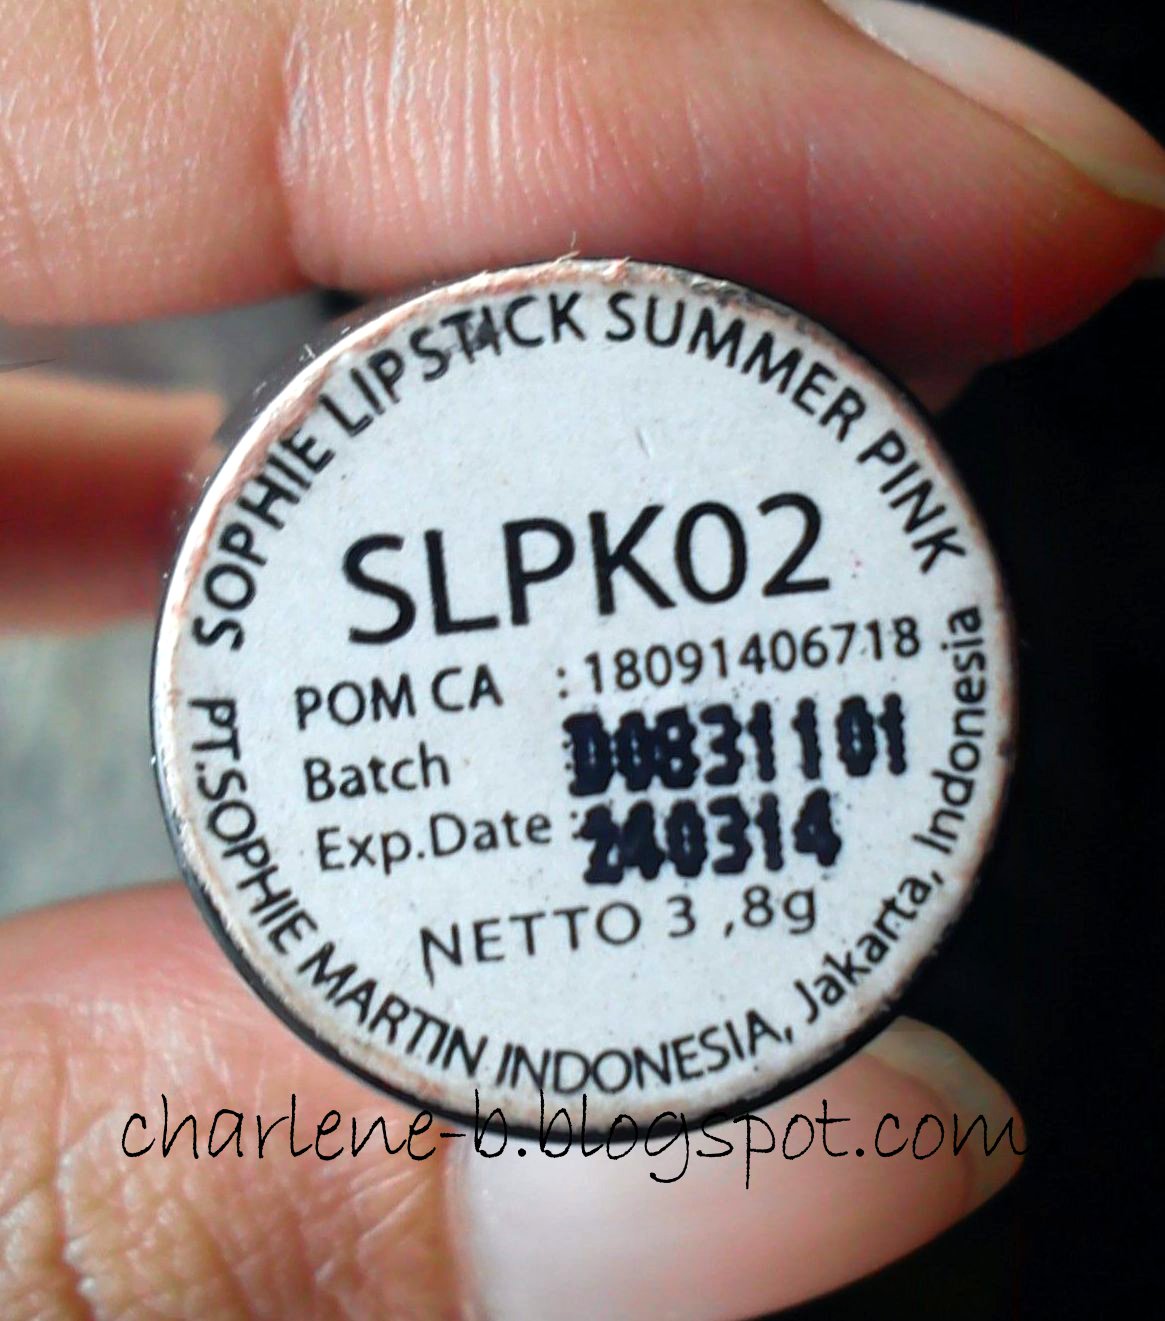 SOPHIE LIPSTICK SUMMER PINK
SLPK02
POM CA : 18091406718
Batch D0831101
Exp.Date : 240314
NETTO 3 ,8g
PT.SOPHIE MARTIN INDONESIA, Jakarta, Indonesia
charlene-b.blogspot.com